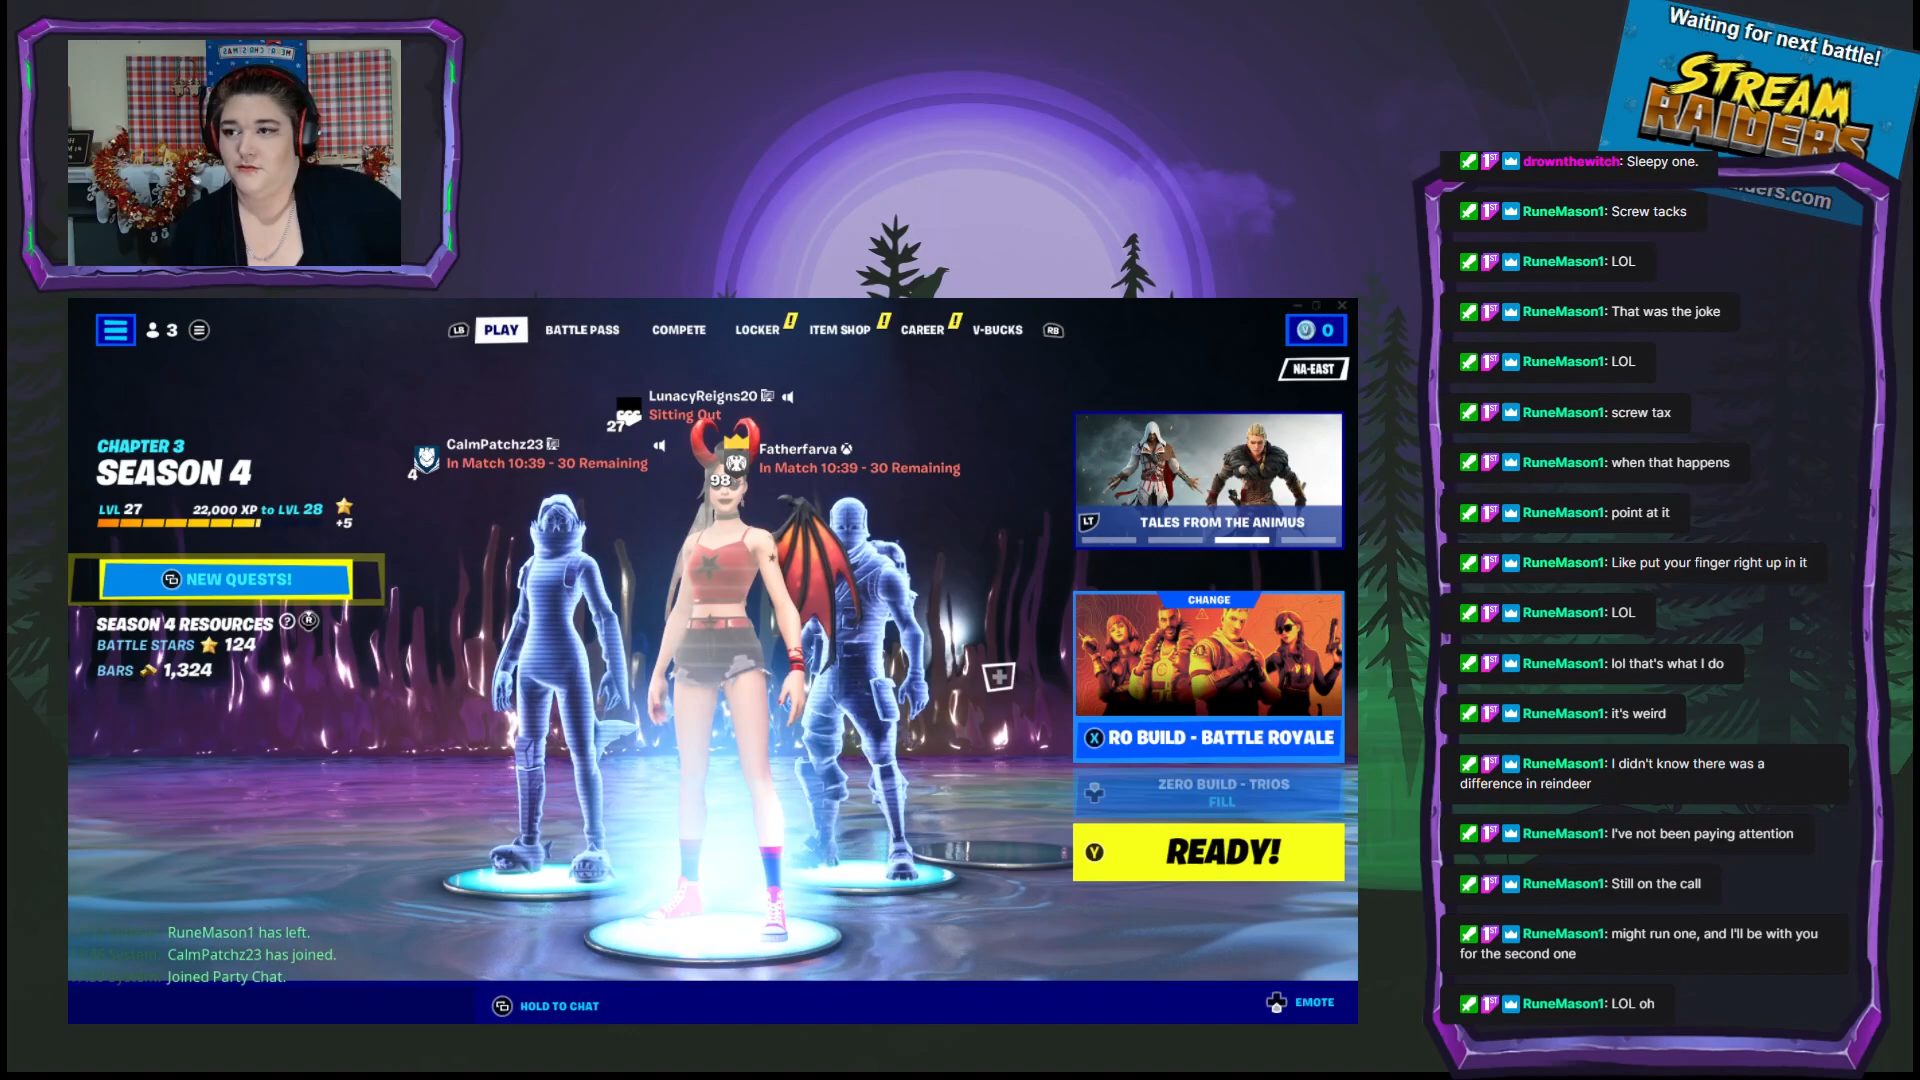 MERRY CHRISTMAS
Waiting for next battle!
STREAM
RAIDERS
drownthewitch: Sleepy one.
RuneMason1: Screw tacks
RuneMason1: LOL
RuneMason1: That was the joke
RuneMason1: LOL
RuneMason1: screw tax
RuneMason1: when that happens
RuneMason1: point at it
RuneMason1: Like put your finger right up in it
RuneMason1: LOL
RuneMason1: lol that's what I do
RuneMason1: it's weird
RuneMason1: I didn't know there was a
difference in reindeer
RuneMason1: I've not been paying attention
RuneMason1: Still on the call
RuneMason1: might run one, and I'll be with you
for the second one
RuneMason1: LOL oh
3
LB PLAY BATTLE PASS COMPETE LOCKER ! ITEM SHOP ! CAREER ! V-BUCKS RB
0
NA-EAST
LunacyReigns20
Sitting Out
27
CalmPatchz23
In Match 10:39 - 30 Remaining
4
Fatherfarva
In Match 10:39 - 30 Remaining
98
CHAPTER 3
SEASON 4
LVL 27 22,000 XP to LVL 28
+5
NEW QUESTS!
SEASON 4 RESOURCES ? R
BATTLE STARS 124
BARS 1,324
LT TALES FROM THE ANIMUS
CHANGE
X RO BUILD - BATTLE ROYALE
ZERO BUILD - TRIOS
FILL
Y READY!
RuneMason1 has left.
CalmPatchz23 has joined.
Joined Party Chat.
HOLD TO CHAT
EMOTE